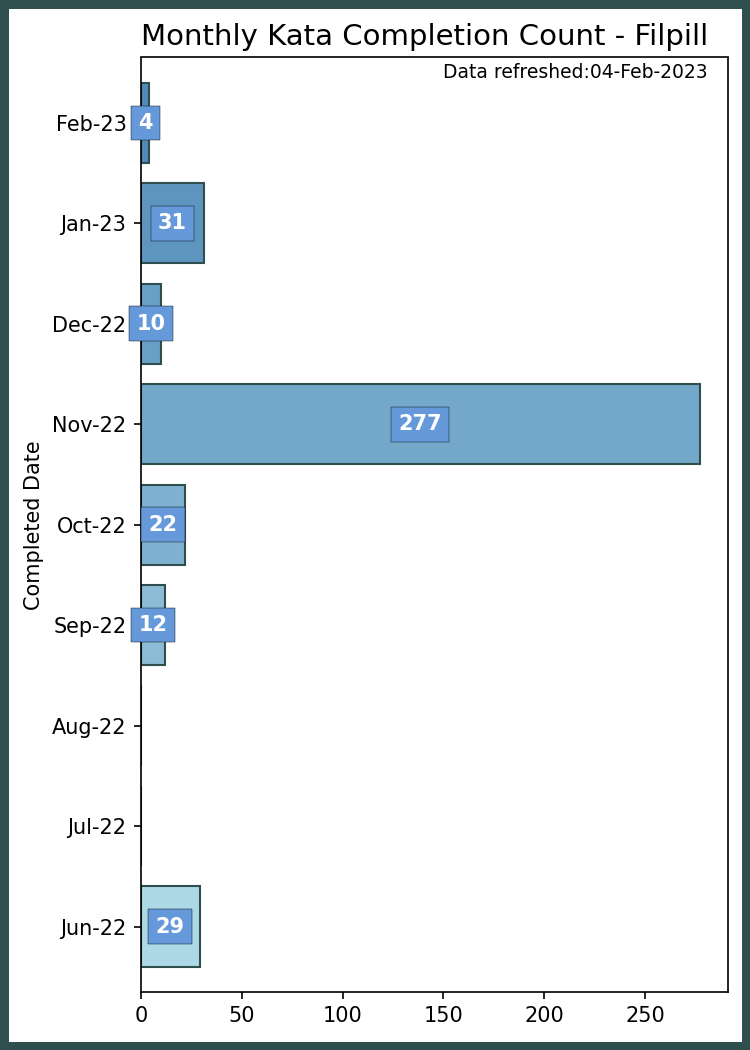 Monthly Kata Completion Count - Filpill
Data refreshed:04-Feb-2023
Completed Date
Feb-23 4
Jan-23 31
Dec-22 10
Nov-22 277
Oct-22 22
Sep-22 12
Aug-22
Jul-22
Jun-22 29
0 50 100 150 200 250